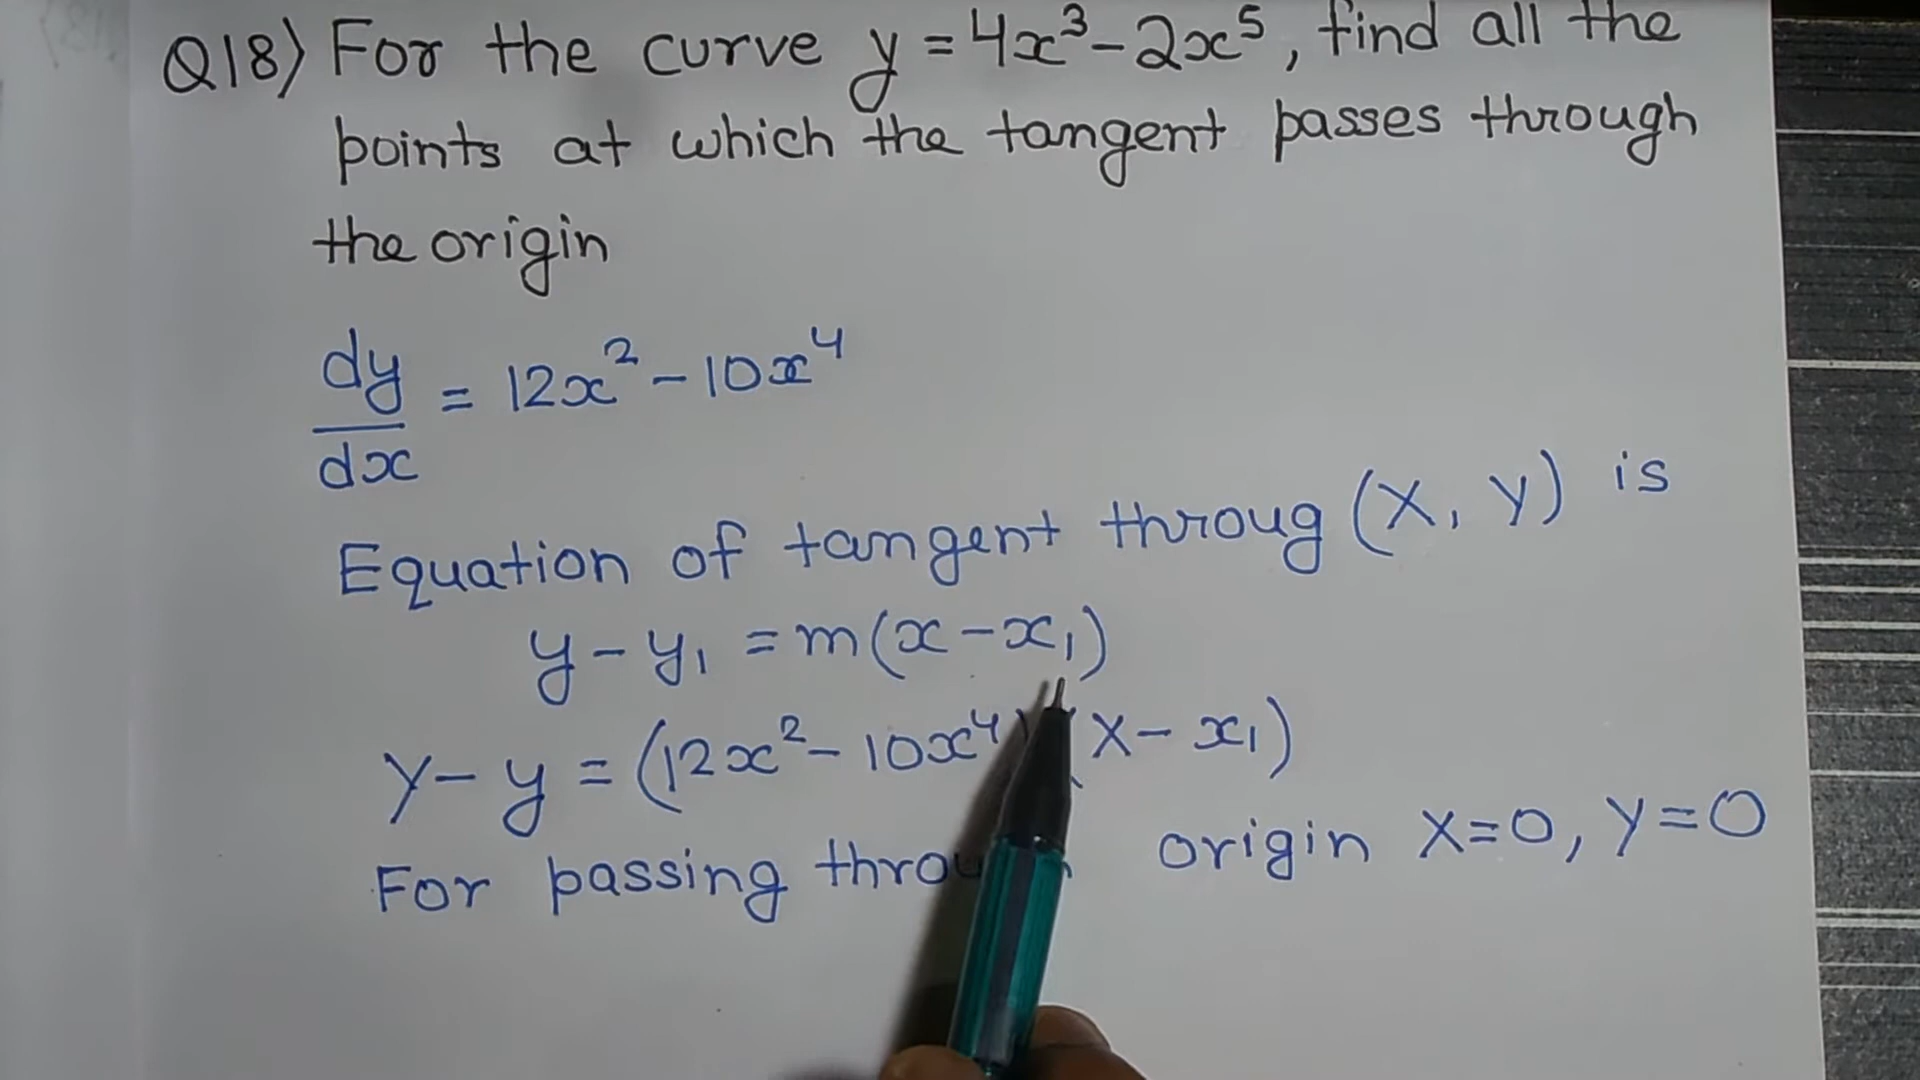 Q18) For the curve y = 4x³ - 2x⁵, find all the
points at which the tangent passes through
the origin
dy/dx = 12x² - 10x⁴
Equation of tangent throug (X, Y) is
y - y₁ = m(x - x₁)
Y - y = (12x² - 10x⁴) (X - x₁)
For passing origin X=0, Y=0